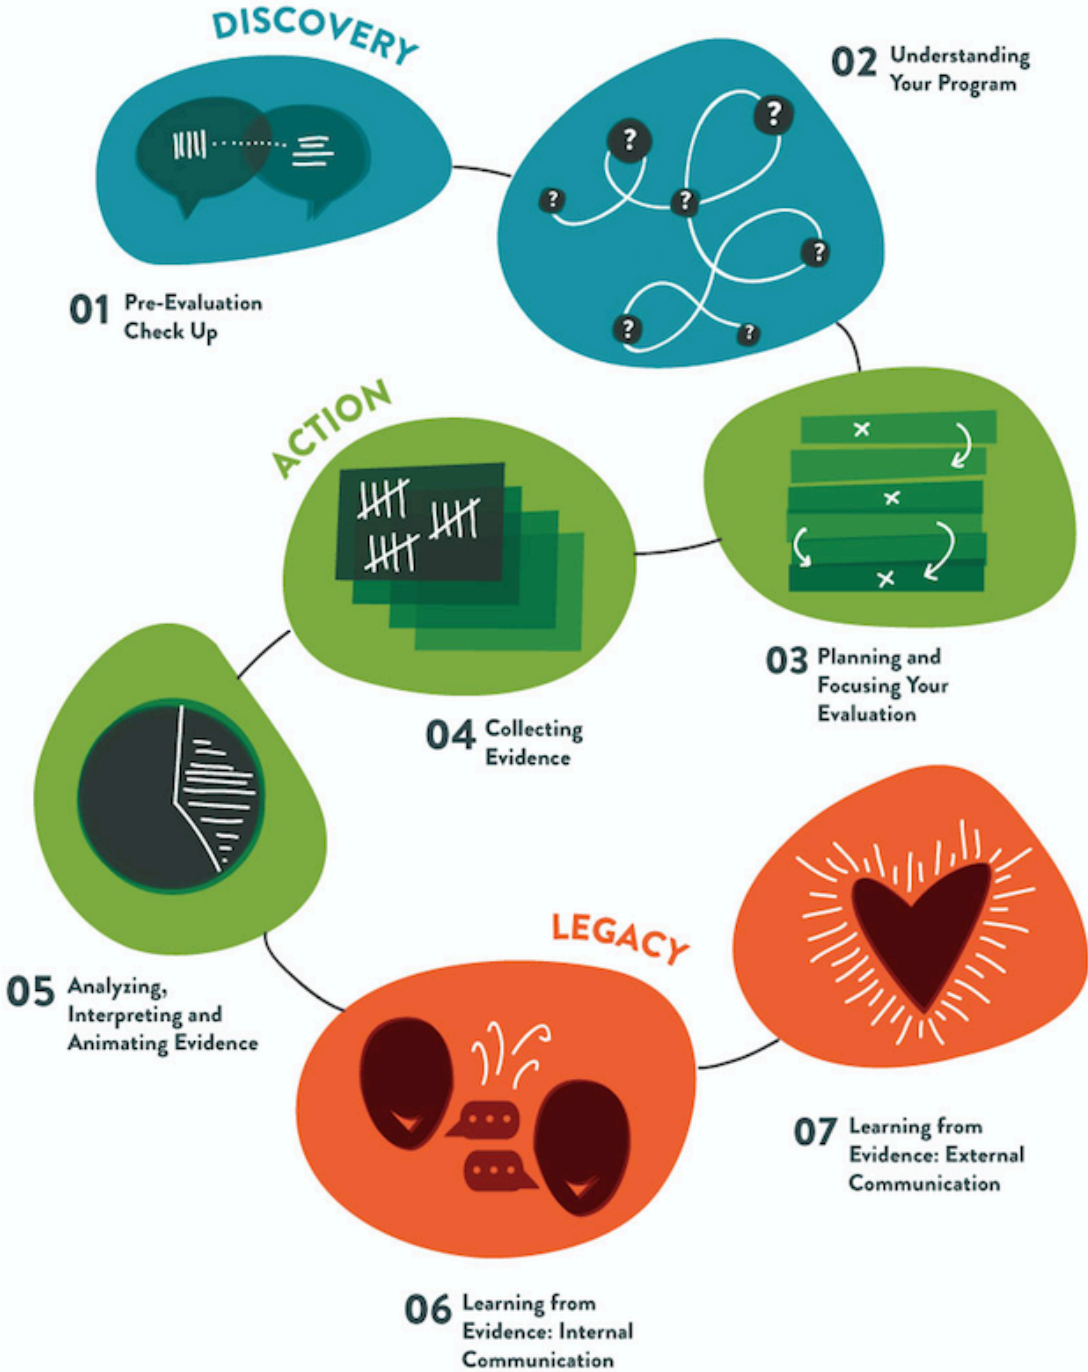 DISCOVERY
01 Pre-Evaluation
Check Up
02 Understanding
Your Program
?
?
?
?
?
?
?
ACTION
03 Planning and
Focusing Your
Evaluation
04 Collecting
Evidence
05 Analyzing,
Interpreting and
Animating Evidence
LEGACY
06 Learning from
Evidence: Internal
Communication
07 Learning from
Evidence: External
Communication